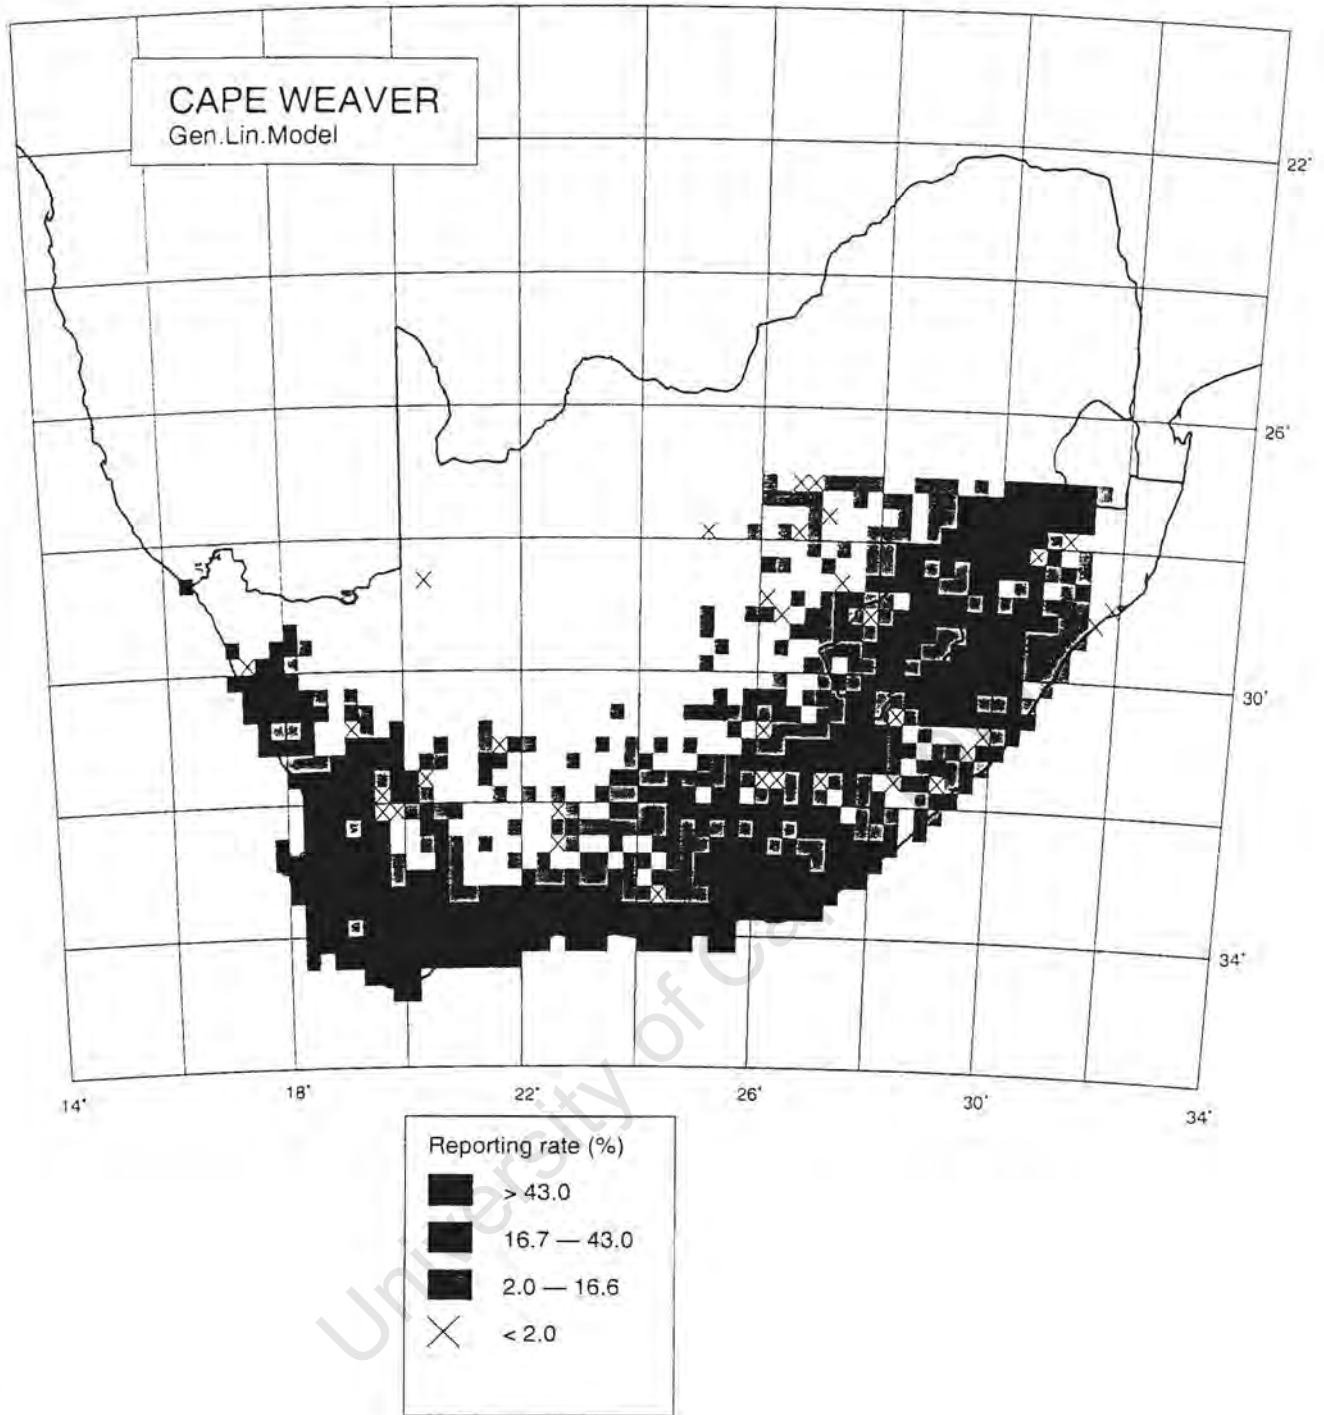 CAPE WEAVER
Gen.Lin.Model
22°
26°
30°
34°
14°
18°
22°
26°
30°
34°
Reporting rate (%)
> 43.0
16.7 — 43.0
2.0 — 16.6
< 2.0